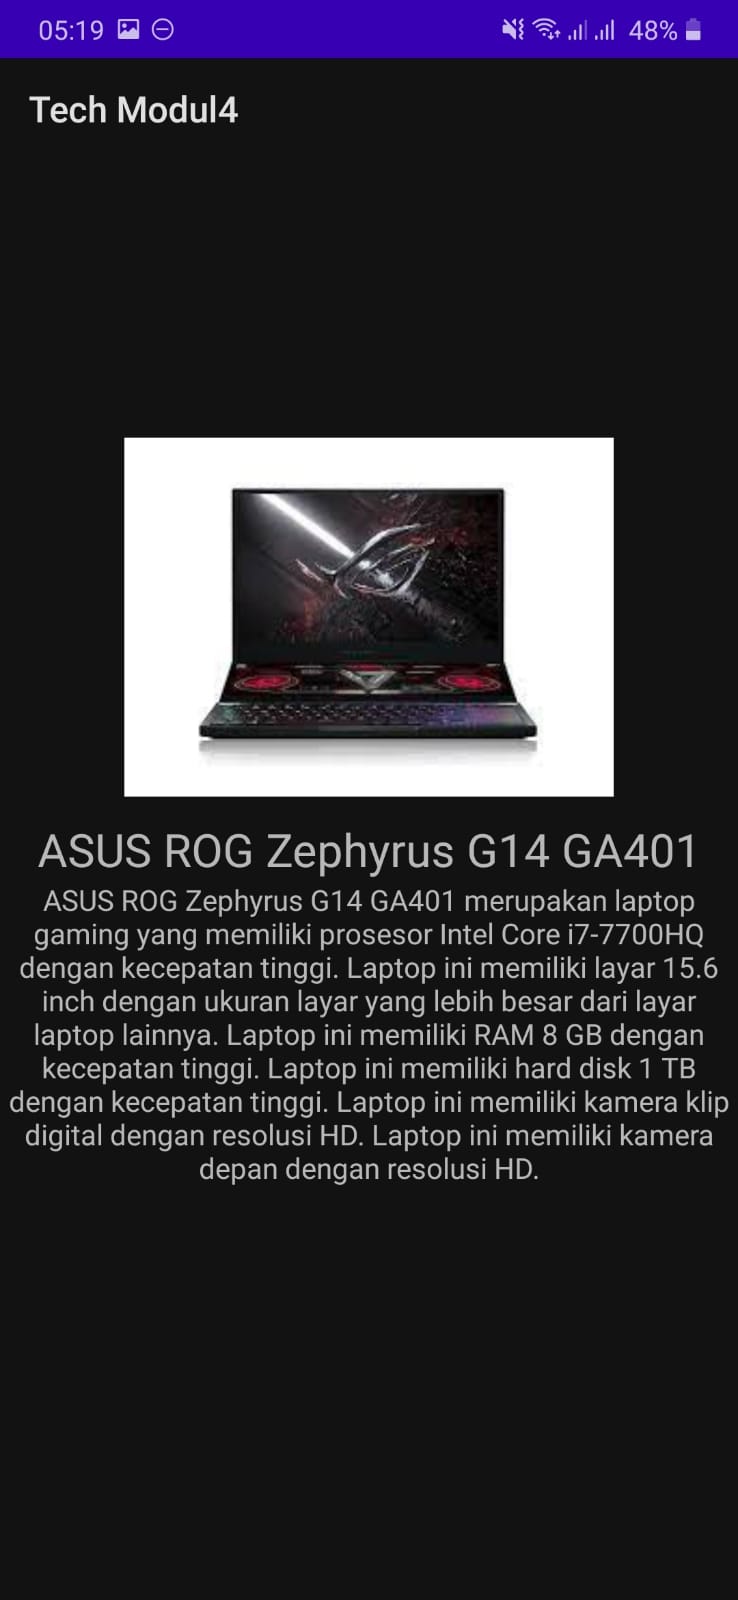 05:19
48%
Tech Modul4
ASUS ROG Zephyrus G14 GA401
ASUS ROG Zephyrus G14 GA401 merupakan laptop
gaming yang memiliki prosesor Intel Core i7-7700HQ
dengan kecepatan tinggi. Laptop ini memiliki layar 15.6
inch dengan ukuran layar yang lebih besar dari layar
laptop lainnya. Laptop ini memiliki RAM 8 GB dengan
kecepatan tinggi. Laptop ini memiliki hard disk 1 TB
dengan kecepatan tinggi. Laptop ini memiliki kamera klip
digital dengan resolusi HD. Laptop ini memiliki kamera
depan dengan resolusi HD.